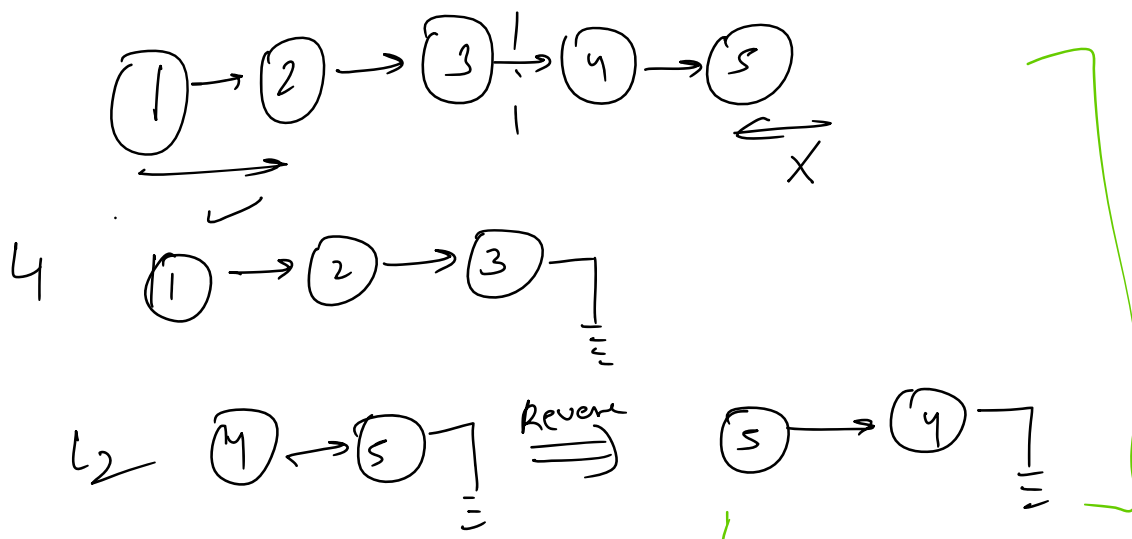 1 → 2 → 3 → 4 → 5
✓ X
L1 1 → 2 → 3
L2 4 → 5 Reverse ⇒ 5 → 4